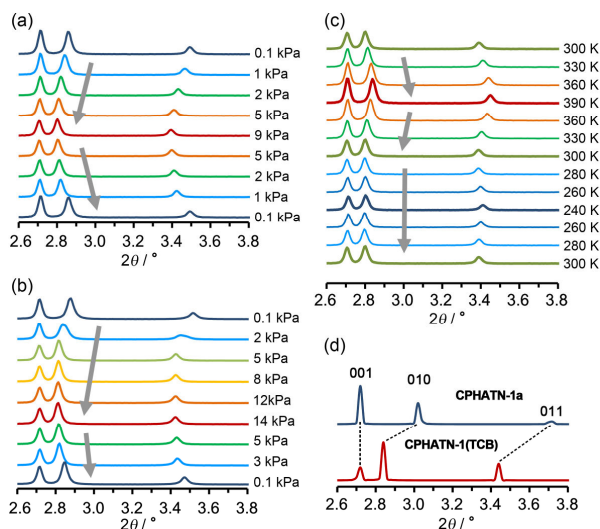 (a)
0.1 kPa
1 kPa
2 kPa
5 kPa
9 kPa
5 kPa
2 kPa
1 kPa
0.1 kPa
2.6 2.8 3.0 3.2 3.4 3.6 3.8
2θ / °
(b)
0.1 kPa
2 kPa
5 kPa
8 kPa
12kPa
14 kPa
5 kPa
3 kPa
0.1 kPa
2.6 2.8 3.0 3.2 3.4 3.6 3.8
2θ / °
(c)
300 K
330 K
360 K
390 K
360 K
330 K
300 K
280 K
260 K
240 K
260 K
280 K
300 K
2.6 2.8 3.0 3.2 3.4 3.6 3.8
2θ / °
(d)
001 010 011
CPHATN-1a
CPHATN-1(TCB)
2.6 2.8 3.0 3.2 3.4 3.6 3.8
2θ / °